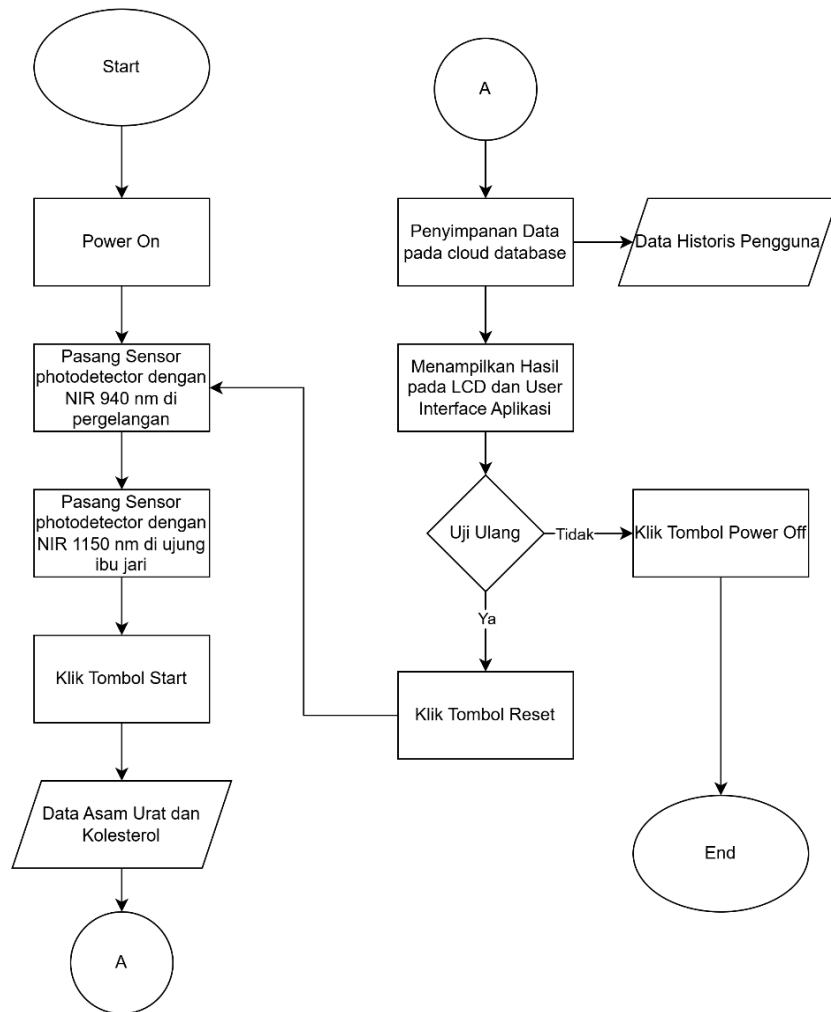 Start
Power On
Pasang Sensor
photodetector dengan
NIR 940 nm di
pergelangan
Pasang Sensor
photodetector dengan
NIR 1150 nm di ujung
ibu jari
Klik Tombol Start
Data Asam Urat dan
Kolesterol
A
A
Penyimpanan Data
pada cloud database
Data Historis Pengguna
Menampilkan Hasil
pada LCD dan User
Interface Aplikasi
Uji Ulang
Tidak
Klik Tombol Power Off
Ya
Klik Tombol Reset
End